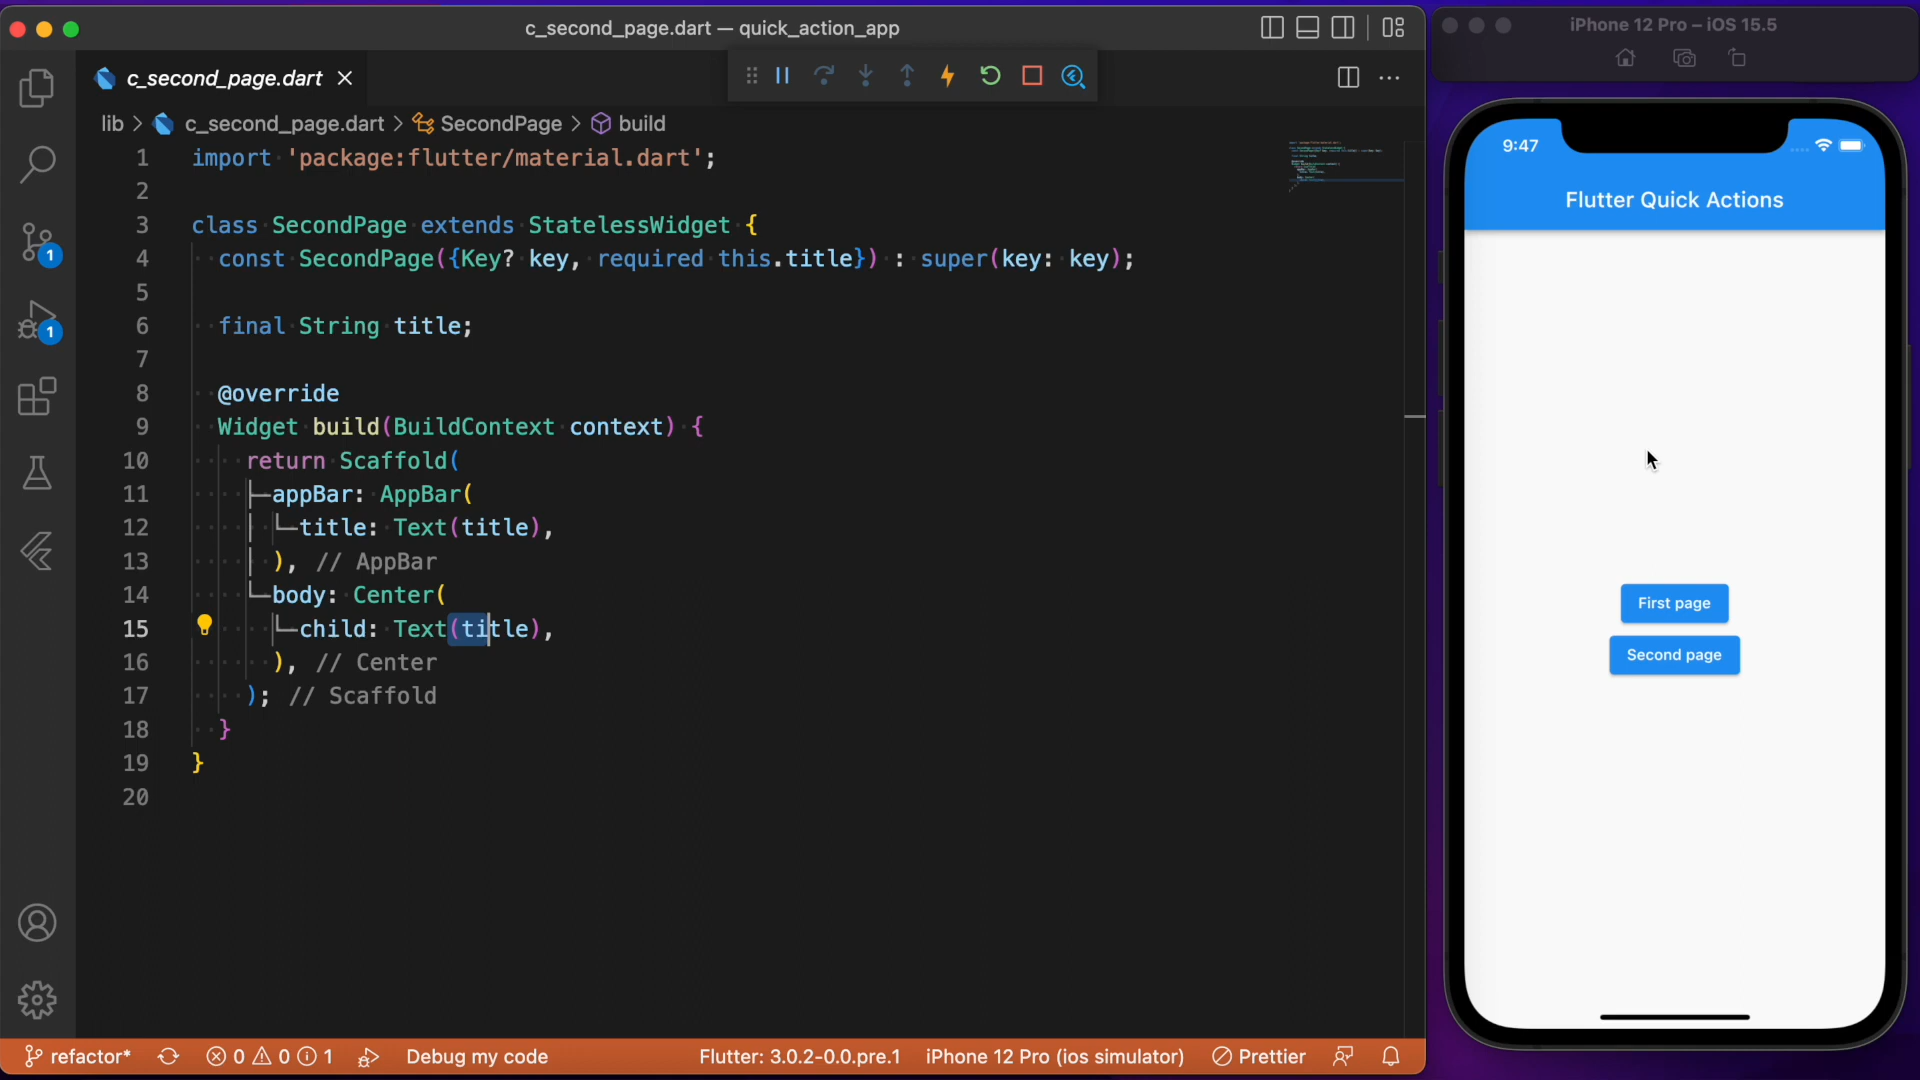 c_second_page.dart — quick_action_app
c_second_page.dart
lib > c_second_page.dart > SecondPage > build
1 import 'package:flutter/material.dart';
2
3 class SecondPage extends StatelessWidget {
4 const SecondPage({Key? key, required this.title}) : super(key: key);
5
6 final String title;
7
8 @override
9 Widget build(BuildContext context) {
10 return Scaffold(
11 appBar: AppBar(
12 title: Text(title),
13 ), // AppBar
14 body: Center(
15 child: Text(title),
16 ), // Center
17 ); // Scaffold
18 }
19 }
20
1
1
refactor* 0 0 1 Debug my code Flutter: 3.0.2-0.0.pre.1 iPhone 12 Pro (ios simulator) Prettier
iPhone 12 Pro – iOS 15.5
9:47
Flutter Quick Actions
First page
Second page